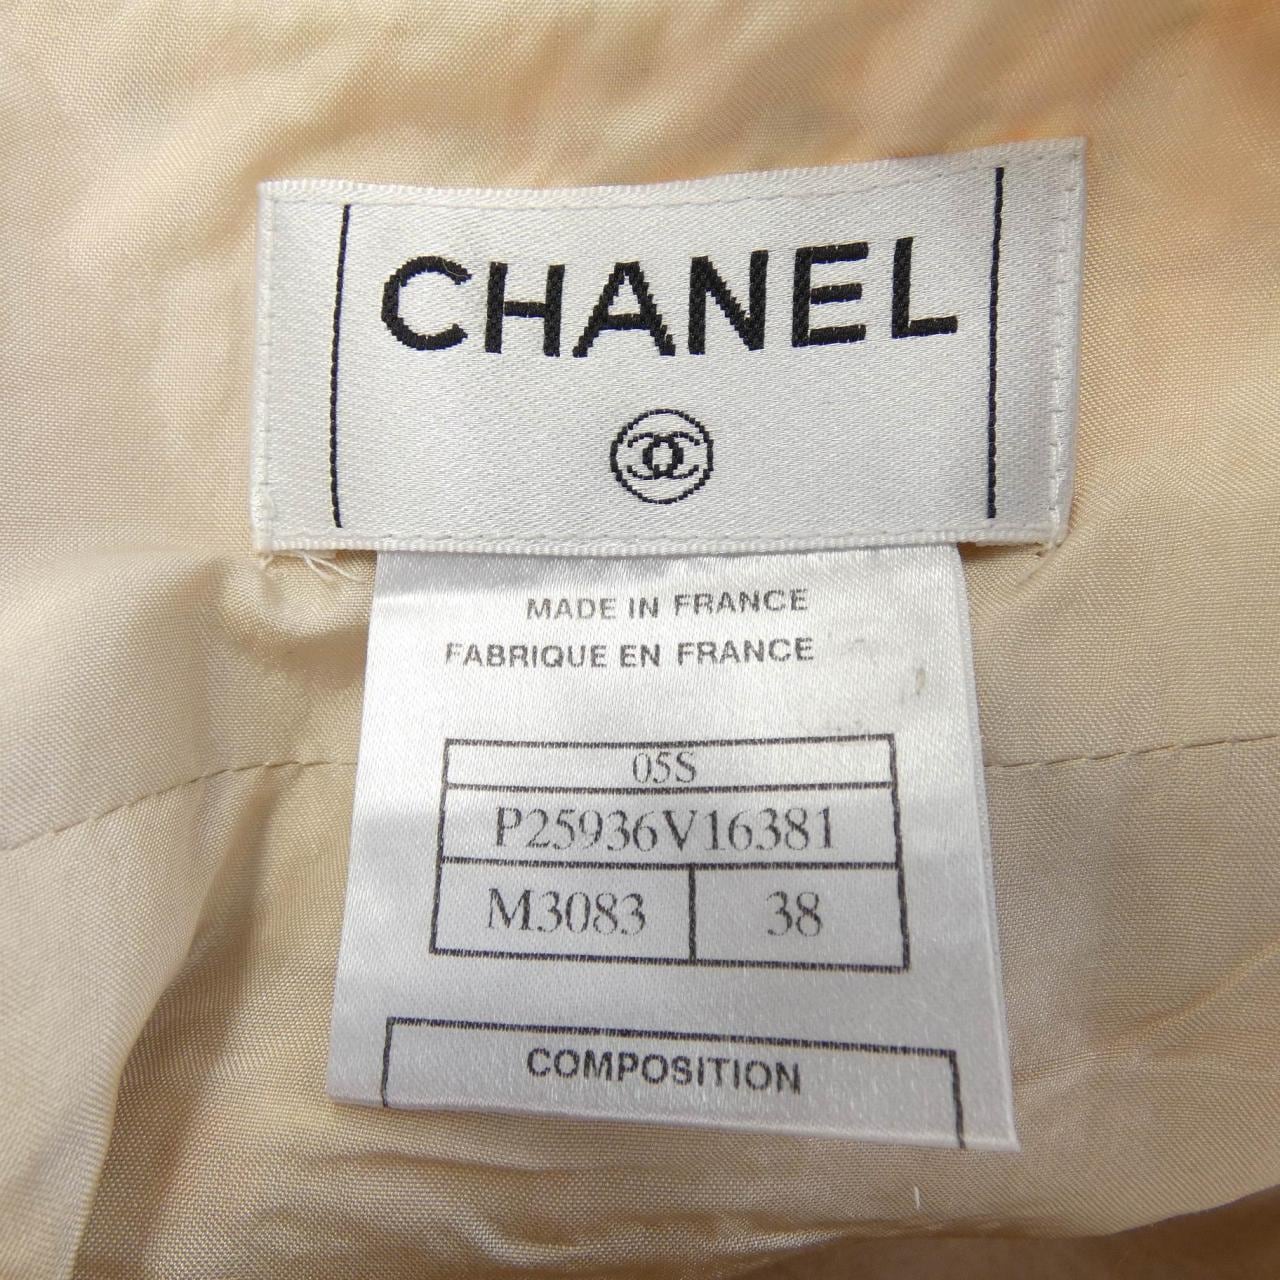 CHANEL
MADE IN FRANCE
FABRIQUE EN FRANCE
05S
P25936V16381
M3083 38
COMPOSITION